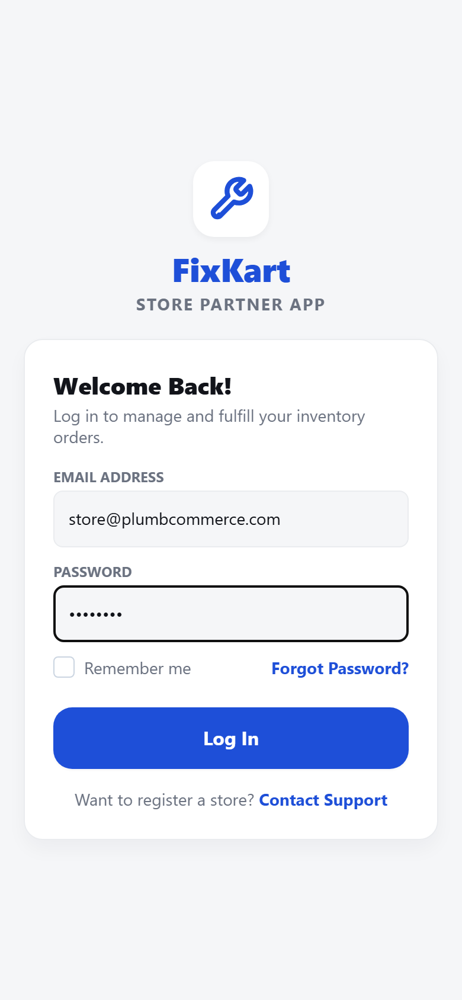 FixKart
STORE PARTNER APP
Welcome Back!
Log in to manage and fulfill your inventory
orders.
EMAIL ADDRESS
store@plumbcommerce.com
PASSWORD
••••••••
Remember me
Forgot Password?
Log In
Want to register a store? Contact Support